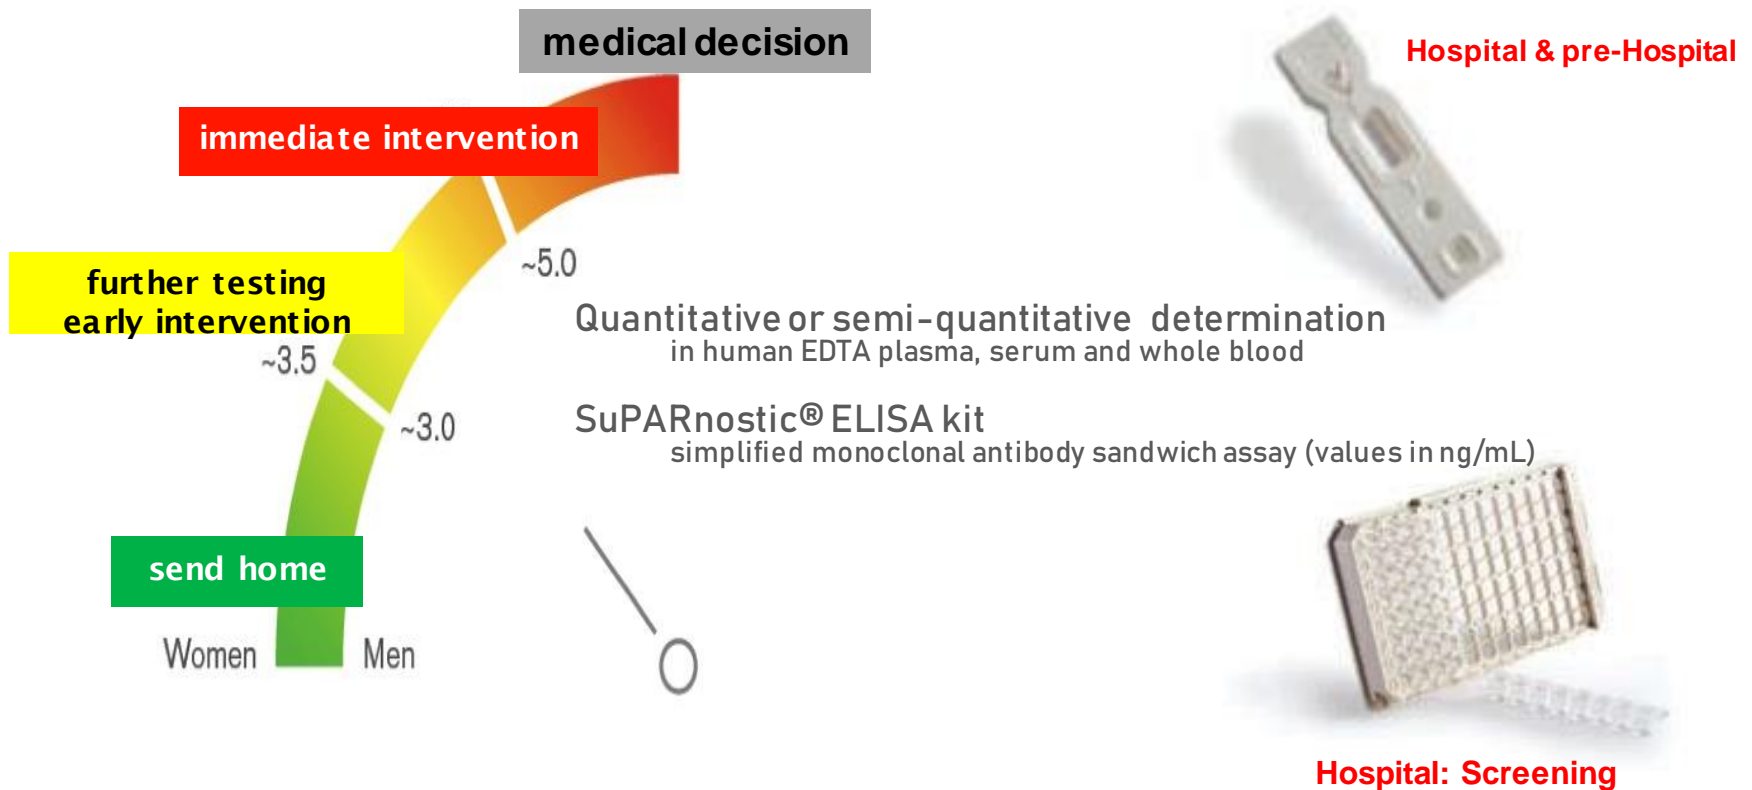 medical decision
Hospital & pre-Hospital
immediate intervention
further testing
early intervention
~5.0
Quantitative or semi-quantitative determination
in human EDTA plasma, serum and whole blood
~3.5
~3.0
SuPARnostic® ELISA kit
simplified monoclonal antibody sandwich assay (values in ng/mL)
send home
Women
Men
Hospital: Screening